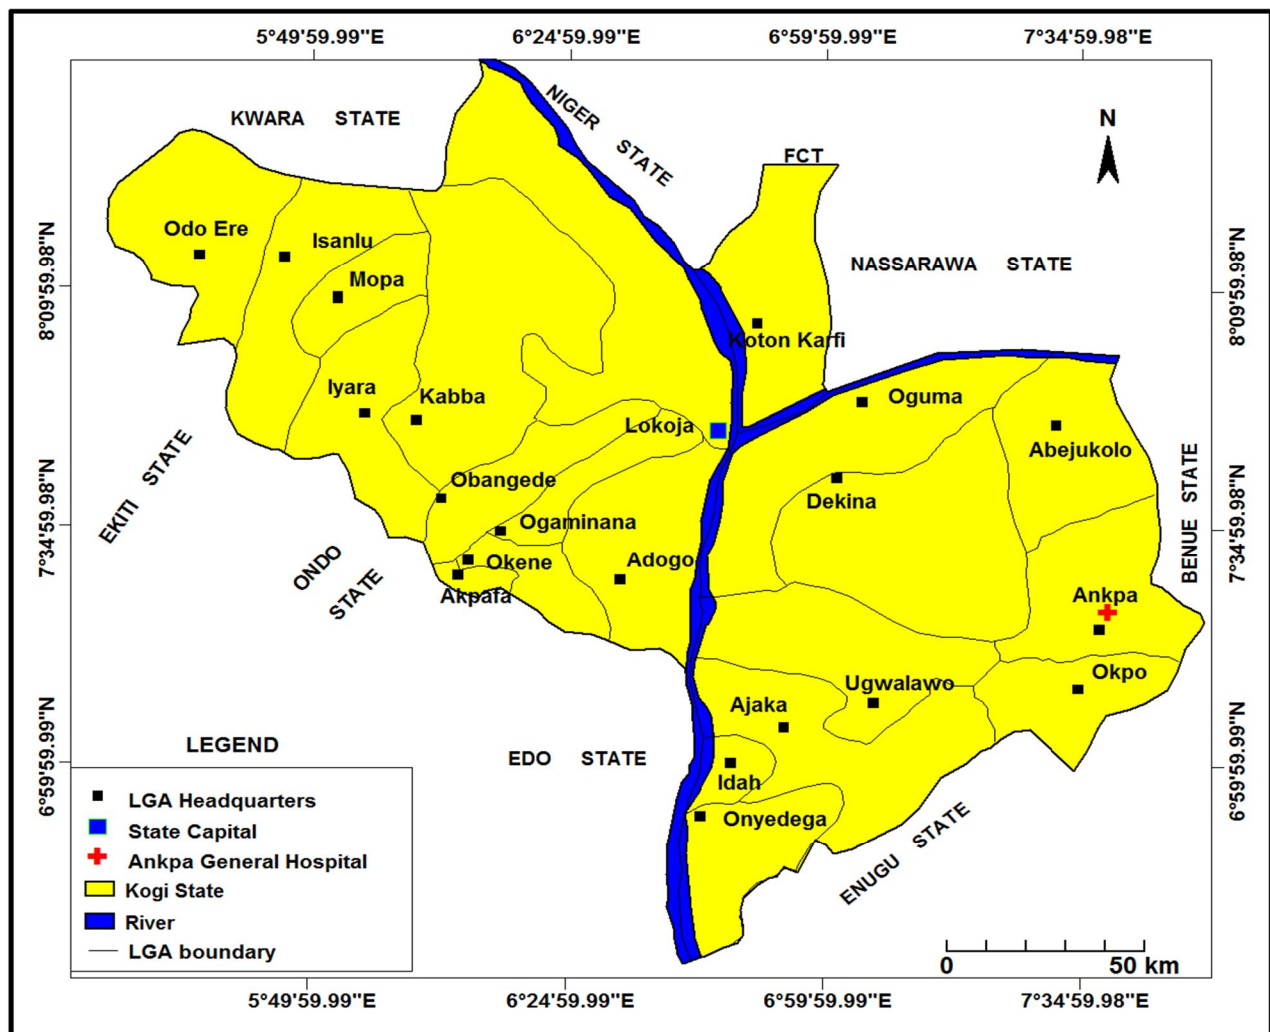 5°49'59.99"E
6°24'59.99"E
6°59'59.99"E
7°34'59.98"E
KWARA STATE
NIGER STATE
FCT
N
Odo Ere
Isanlu
Mopa
NASSARAWA STATE
8°09'59.98"N
8°09'59.98"N
Koton Karfi
Iyara
Kabba
Oguma
Lokoja
Abejukolo
EKITI STATE
Obangede
Dekina
BENUE STATE
Ogaminana
7°34'59.98"N
7°34'59.98"N
ONDO
STATE
Okene
Adogo
Akpafa
Ankpa
Okpo
Ugwalawo
Ajaka
6°59'59.99"N
6°59'59.99"N
EDO STATE
Idah
Onyedega
ENUGU STATE
LEGEND
LGA Headquarters
State Capital
Ankpa General Hospital
Kogi State
River
LGA boundary
0 50 km
5°49'59.99"E
6°24'59.99"E
6°59'59.99"E
7°34'59.98"E